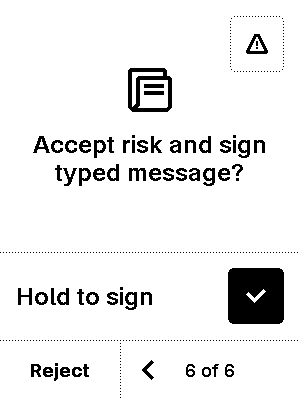 Accept risk and sign
typed message?
Hold to sign
Reject
6 of 6